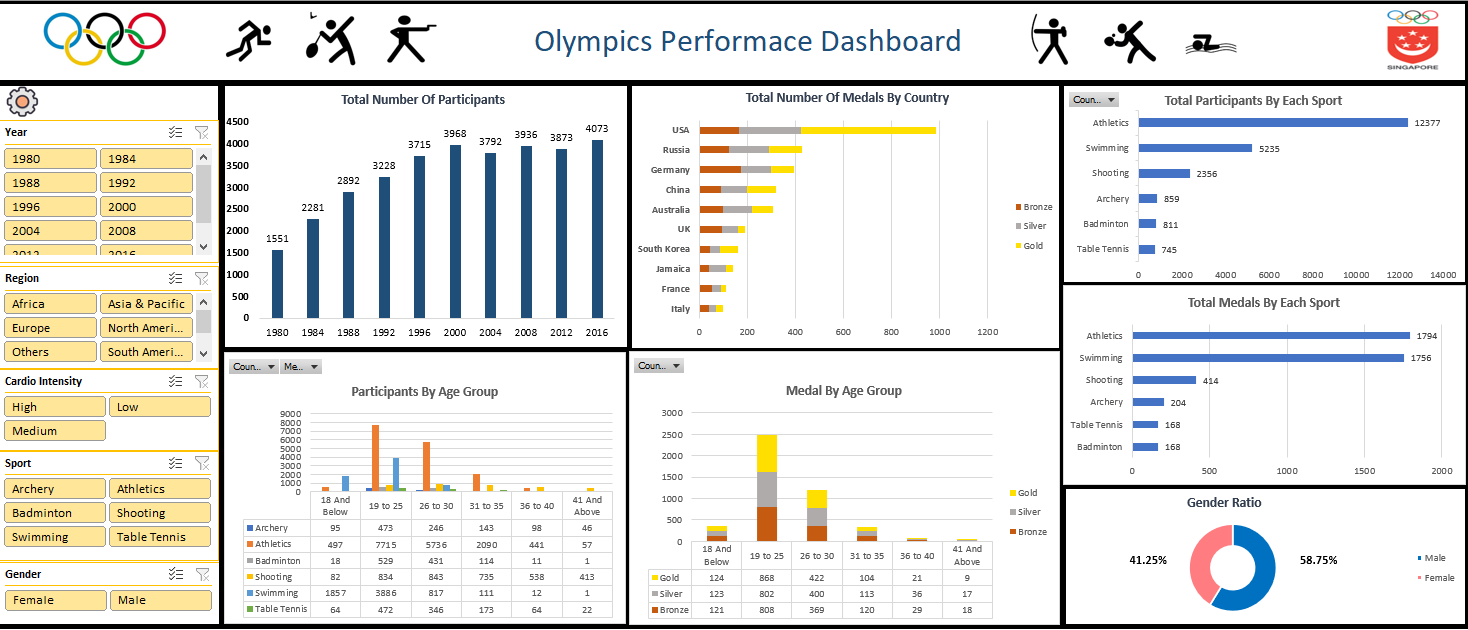 Olympics Performace Dashboard
SINGAPORE
Year
1980 1984
1988 1992
1996 2000
2004 2008
2012 2016
Region
Africa Asia & Pacific
Europe North Ameri...
Others South Ameri...
Cardio Intensity
High Low
Medium
Sport
Archery Athletics
Badminton Shooting
Swimming Table Tennis
Gender
Female Male
Total Number Of Participants
4500
4000
3500
3000
2500
2000
1500
1000
500
0
1551 2281 2892 3228 3715 3968 3792 3936 3873 4073
1980 1984 1988 1992 1996 2000 2004 2008 2012 2016
Total Number Of Medals By Country
USA
Russia
Germany
China
Australia
UK
South Korea
Jamaica
France
Italy
0 200 400 600 800 1000 1200
Bronze
Silver
Gold
Coun...
Total Participants By Each Sport
Athletics 12377
Swimming 5235
Shooting 2356
Archery 859
Badminton 811
Table Tennis 745
0 2000 4000 6000 8000 10000 12000 14000
Total Medals By Each Sport
Athletics 1794
Swimming 1756
Shooting 414
Archery 204
Table Tennis 168
Badminton 168
0 500 1000 1500 2000
Coun... Me...
Participants By Age Group
9000
8000
7000
6000
5000
4000
3000
2000
1000
0
18 And Below 19 to 25 26 to 30 31 to 35 36 to 40 41 And Above
Archery 95 473 246 143 98 46
Athletics 497 7715 5736 2090 441 57
Badminton 18 529 431 114 11 1
Shooting 82 834 843 735 538 413
Swimming 1857 3886 817 111 12 1
Table Tennis 64 472 346 173 64 22
Coun...
Medal By Age Group
3000
2500
2000
1500
1000
500
0
18 And Below 19 to 25 26 to 30 31 to 35 36 to 40 41 And Above
Gold 124 868 422 104 21 9
Silver 123 802 400 113 36 17
Bronze 121 808 369 120 29 18
Gold
Silver
Bronze
Gender Ratio
41.25% 58.75%
Male
Female